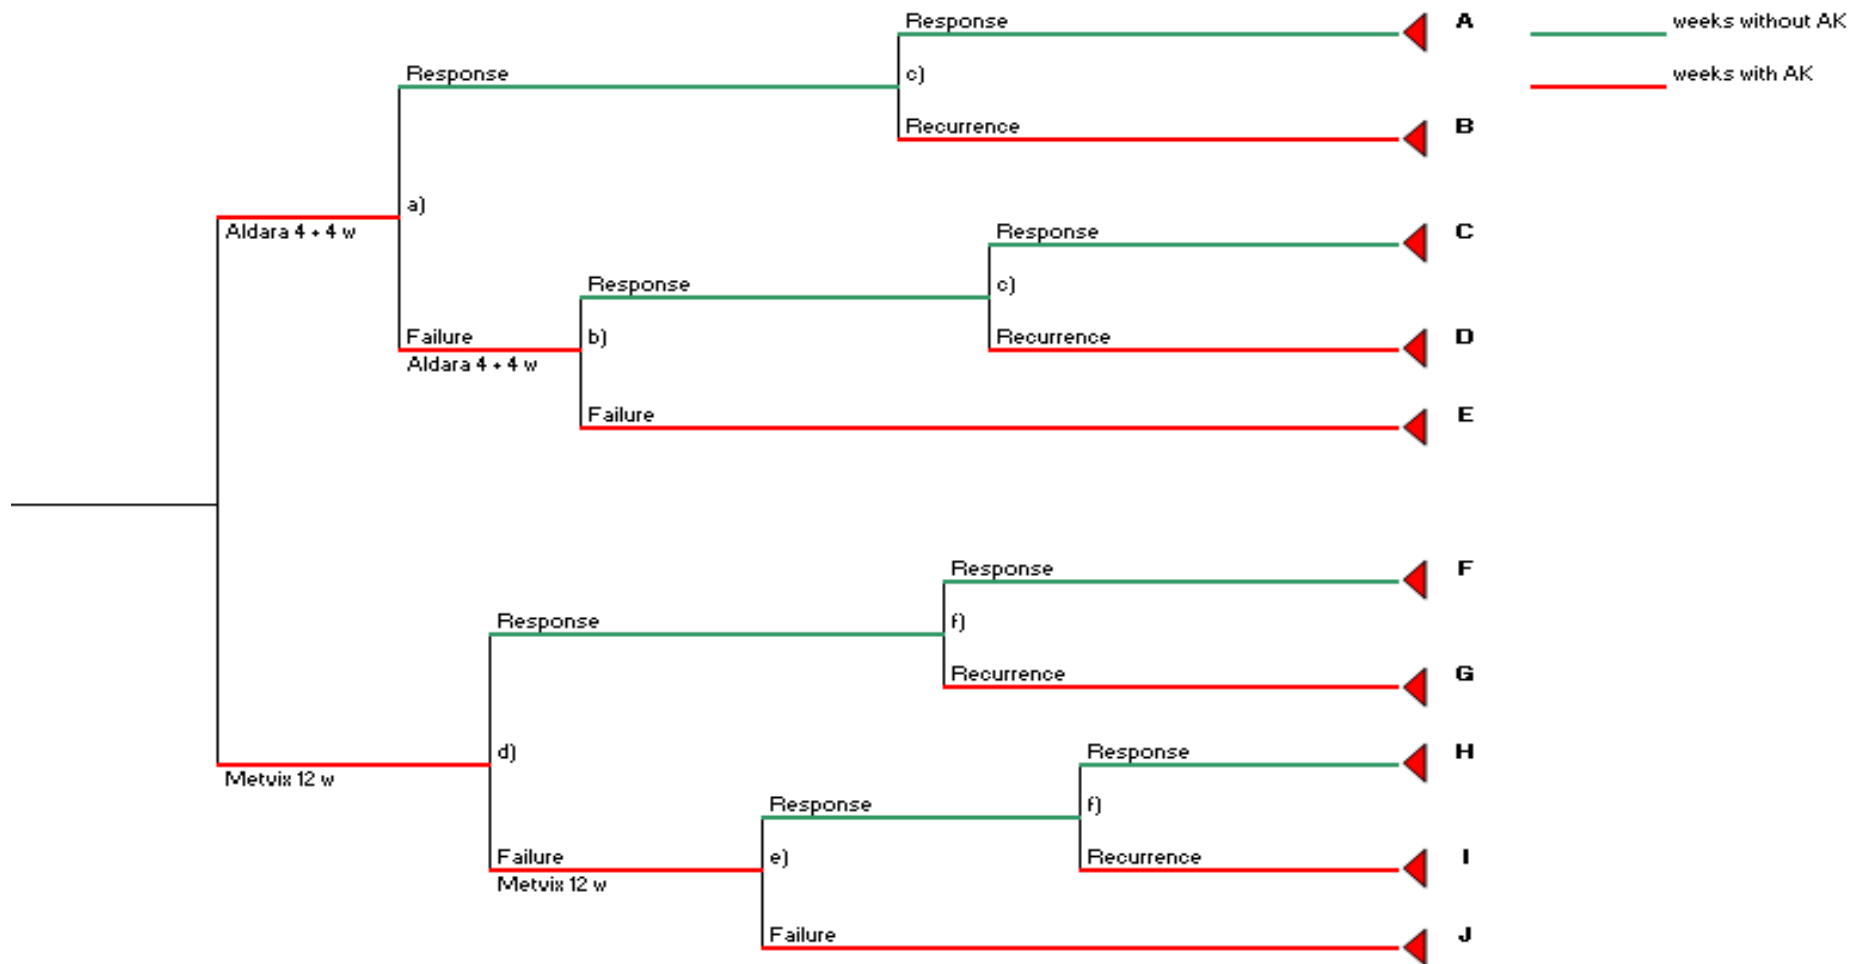 Response A weeks without AK
Response c) weeks with AK
Recurrence B
a)
Aldara 4 + 4 w Response C
Response c)
Failure b) Recurrence D
Aldara 4 + 4 w
Failure E
Response F
Response f)
Recurrence G
d) Response H
Metvix 12 w
Response f)
Failure e) Recurrence I
Metvix 12 w
Failure J